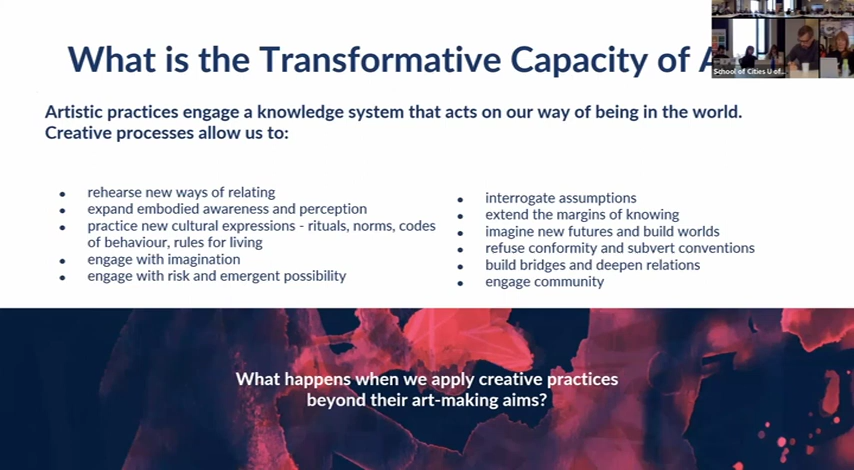 What is the Transformative Capacity of
Artistic practices engage a knowledge system that acts on our way of being in the world.
Creative processes allow us to:
rehearse new ways of relating
expand embodied awareness and perception
practice new cultural expressions - rituals, norms, codes
of behaviour, rules for living
engage with imagination
engage with risk and emergent possibility
interrogate assumptions
extend the margins of knowing
imagine new futures and build worlds
refuse conformity and subvert conventions
build bridges and deepen relations
engage community
What happens when we apply creative practices
beyond their art-making aims?
School of Cities U of...